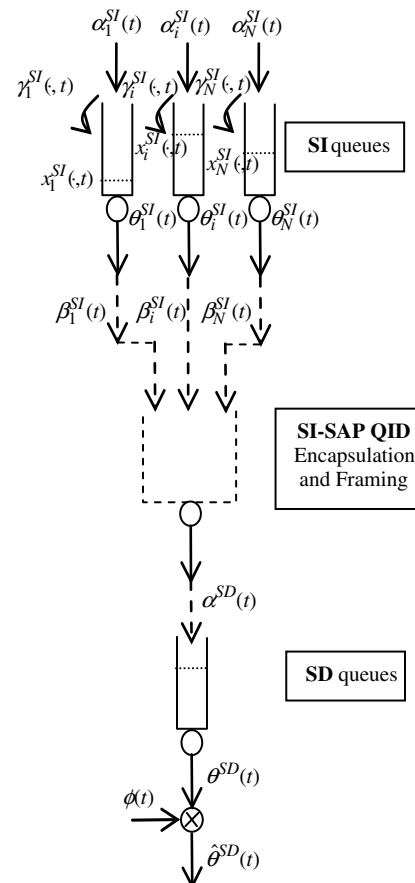 α₁^SI(t) α_i^SI(t) α_N^SI(t)
γ₁^SI(·, t) γ_i^SI(·, t) γ_N^SI(·, t)
SI queues
x₁^SI(·,t) x_i^SI(·,t) x_N^SI(·,t)
θ₁^SI(t) θ_i^SI(t) θ_N^SI(t)
β₁^SI(t) β_i^SI(t) β_N^SI(t)
SI-SAP QID
Encapsulation
and Framing
α^SD(t)
SD queues
θ^SD(t)
ϕ(t)
θ̂^SD(t)